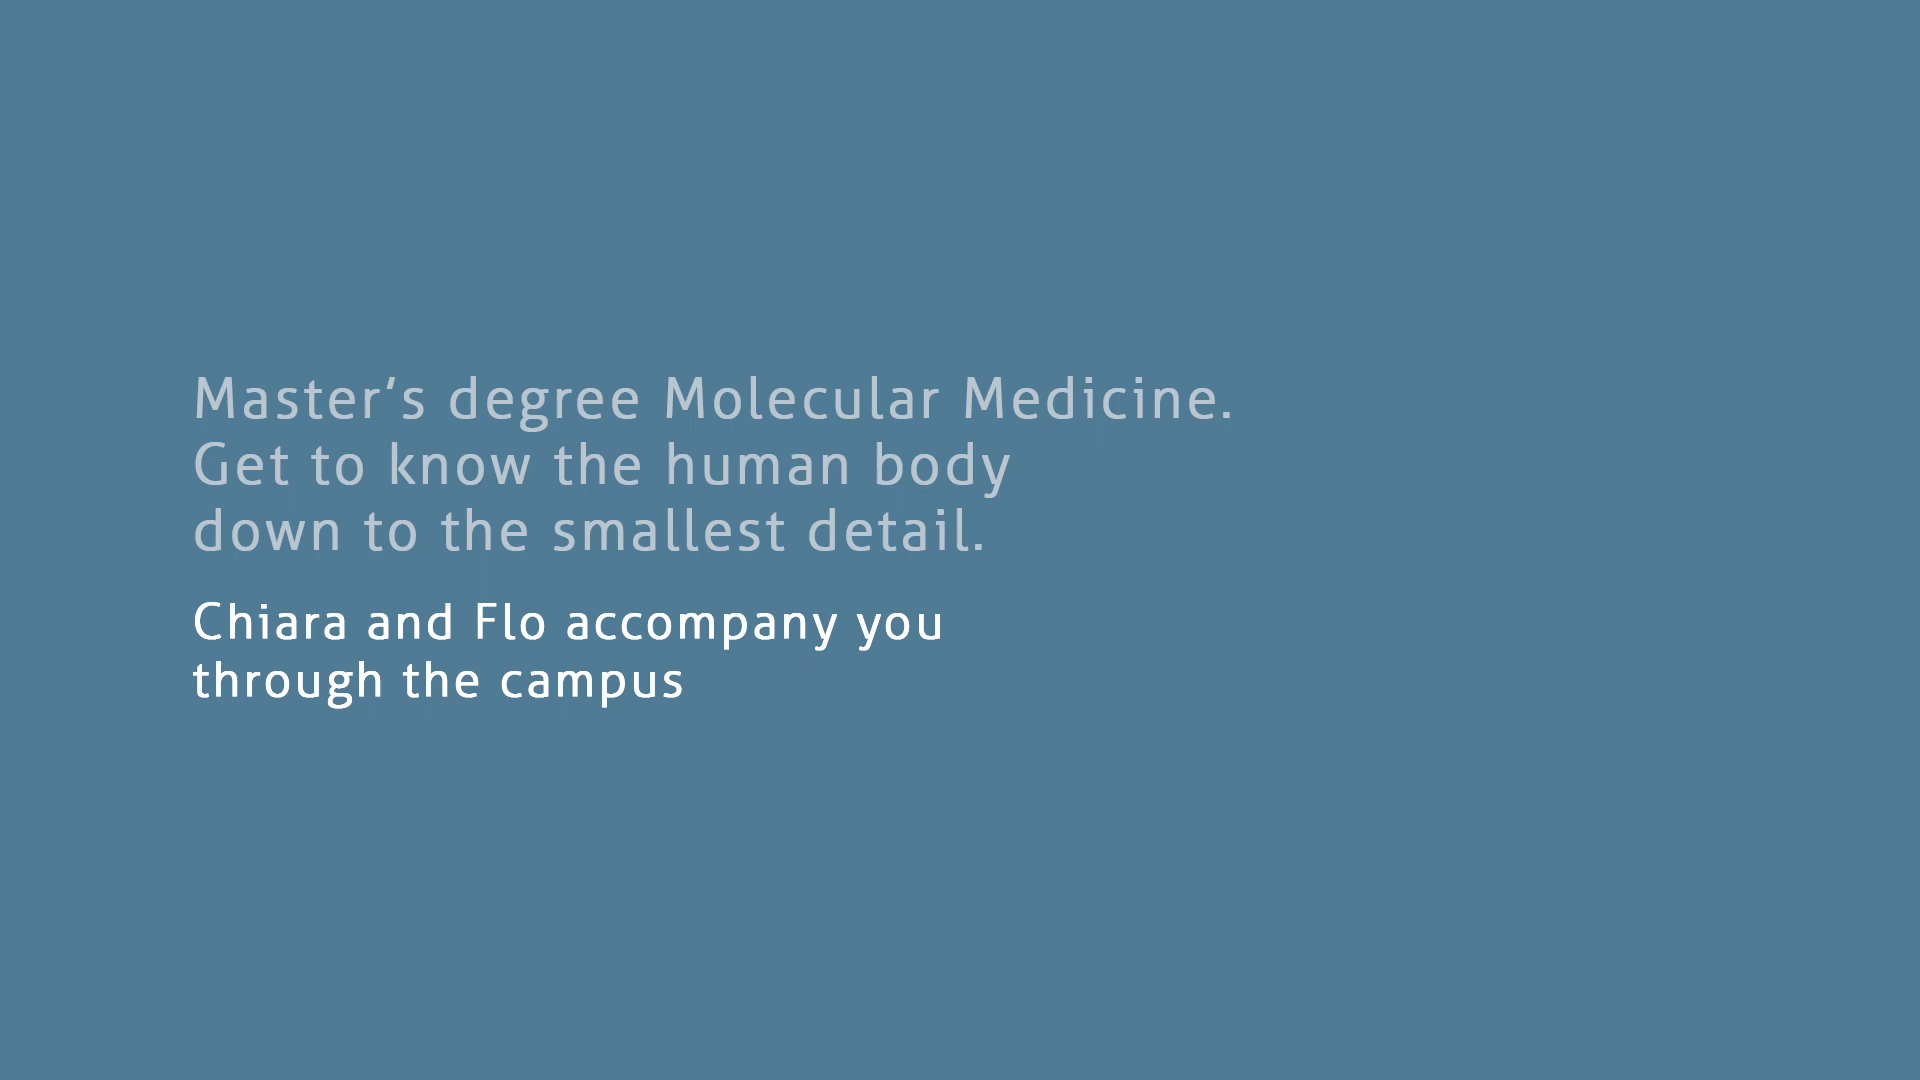 Master’s degree Molecular Medicine.
Get to know the human body
down to the smallest detail.
Chiara and Flo accompany you
through the campus